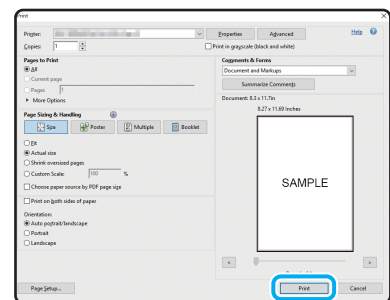 Print
Printer: Properties Advanced Help
Copies: 1 Print in grayscale (black and white)
Pages to Print
All
Current page
Pages 1
More Options
Comments & Forms
Document and Markups
Summarize Comments
Document: 8.3 x 11.7in
8.27 x 11.69 Inches
Page Sizing & Handling
Size Poster Multiple Booklet
Fit
Actual size
Shrink oversized pages
Custom Scale: 100 %
Choose paper source by PDF page size
Print on both sides of paper
Orientation:
Auto portrait/landscape
Portrait
Landscape
SAMPLE
< >
Page Setup... Print Cancel